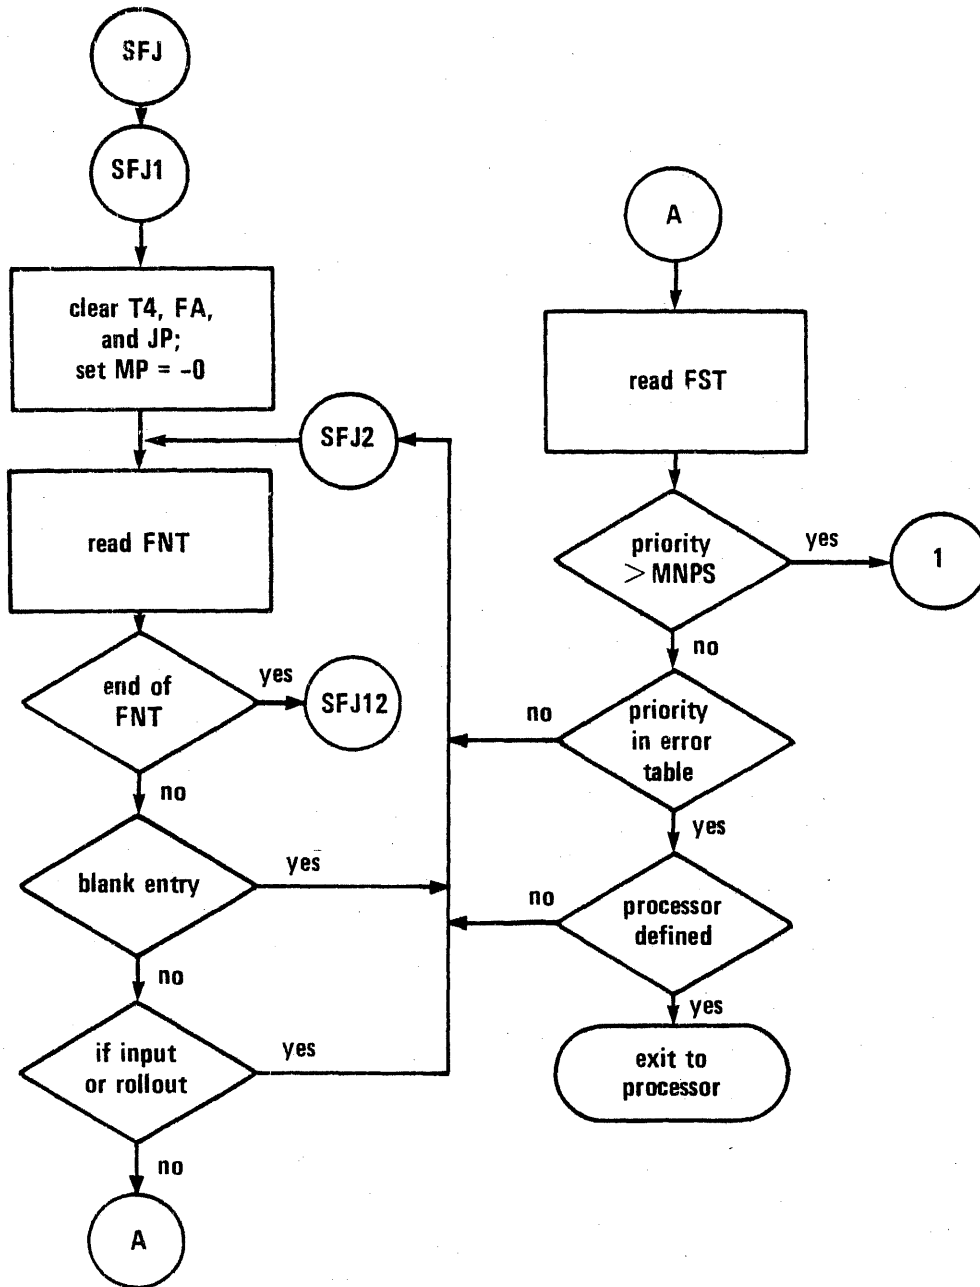 SFJ
SFJ1
clear T4, FA,
and JP;
set MP = -0
SFJ2
read FNT
end of
FNT
yes
SFJ12
no
blank entry
yes
no
if input
or rollout
yes
no
A
A
read FST
priority
> MNPS
yes
1
no
priority
in error
table
no
yes
processor
defined
no
yes
exit to
processor